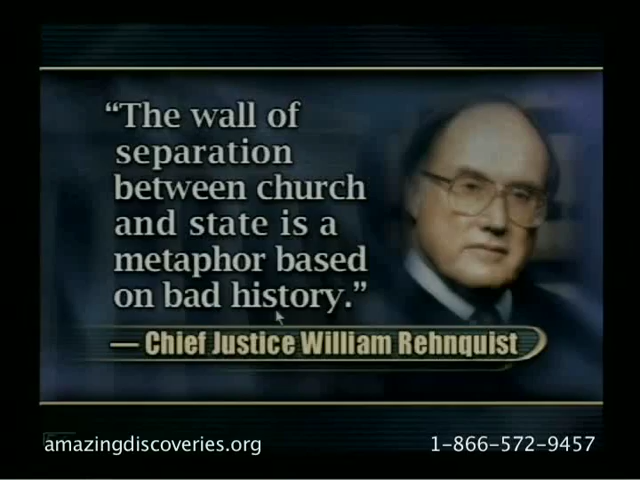 “The wall of
separation
between church
and state is a
metaphor based
on bad history.”
— Chief Justice William Rehnquist
amazingdiscoveries.org 1-866-572-9457